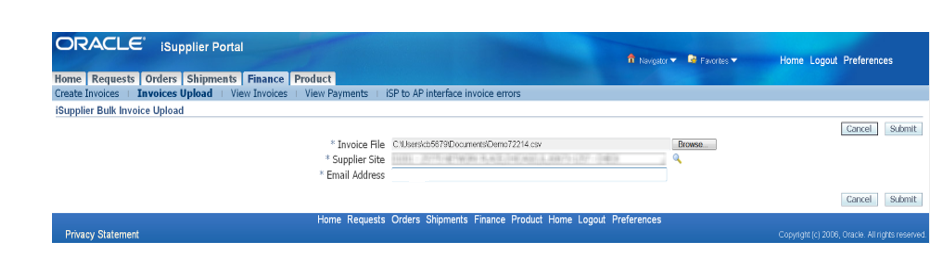 ORACLE® iSupplier Portal
Navigator Favorites Home Logout Preferences
Home Requests Orders Shipments Finance Product
Create Invoices Invoices Upload View Invoices View Payments iSP to AP interface invoice errors
iSupplier Bulk Invoice Upload
Cancel Submit
* Invoice File C:\Users\cb5679\Documents\Demo72214.csv Browse...
* Supplier Site
* Email Address
Cancel Submit
Home Requests Orders Shipments Finance Product Home Logout Preferences
Privacy Statement Copyright (c) 2006, Oracle. All rights reserved.